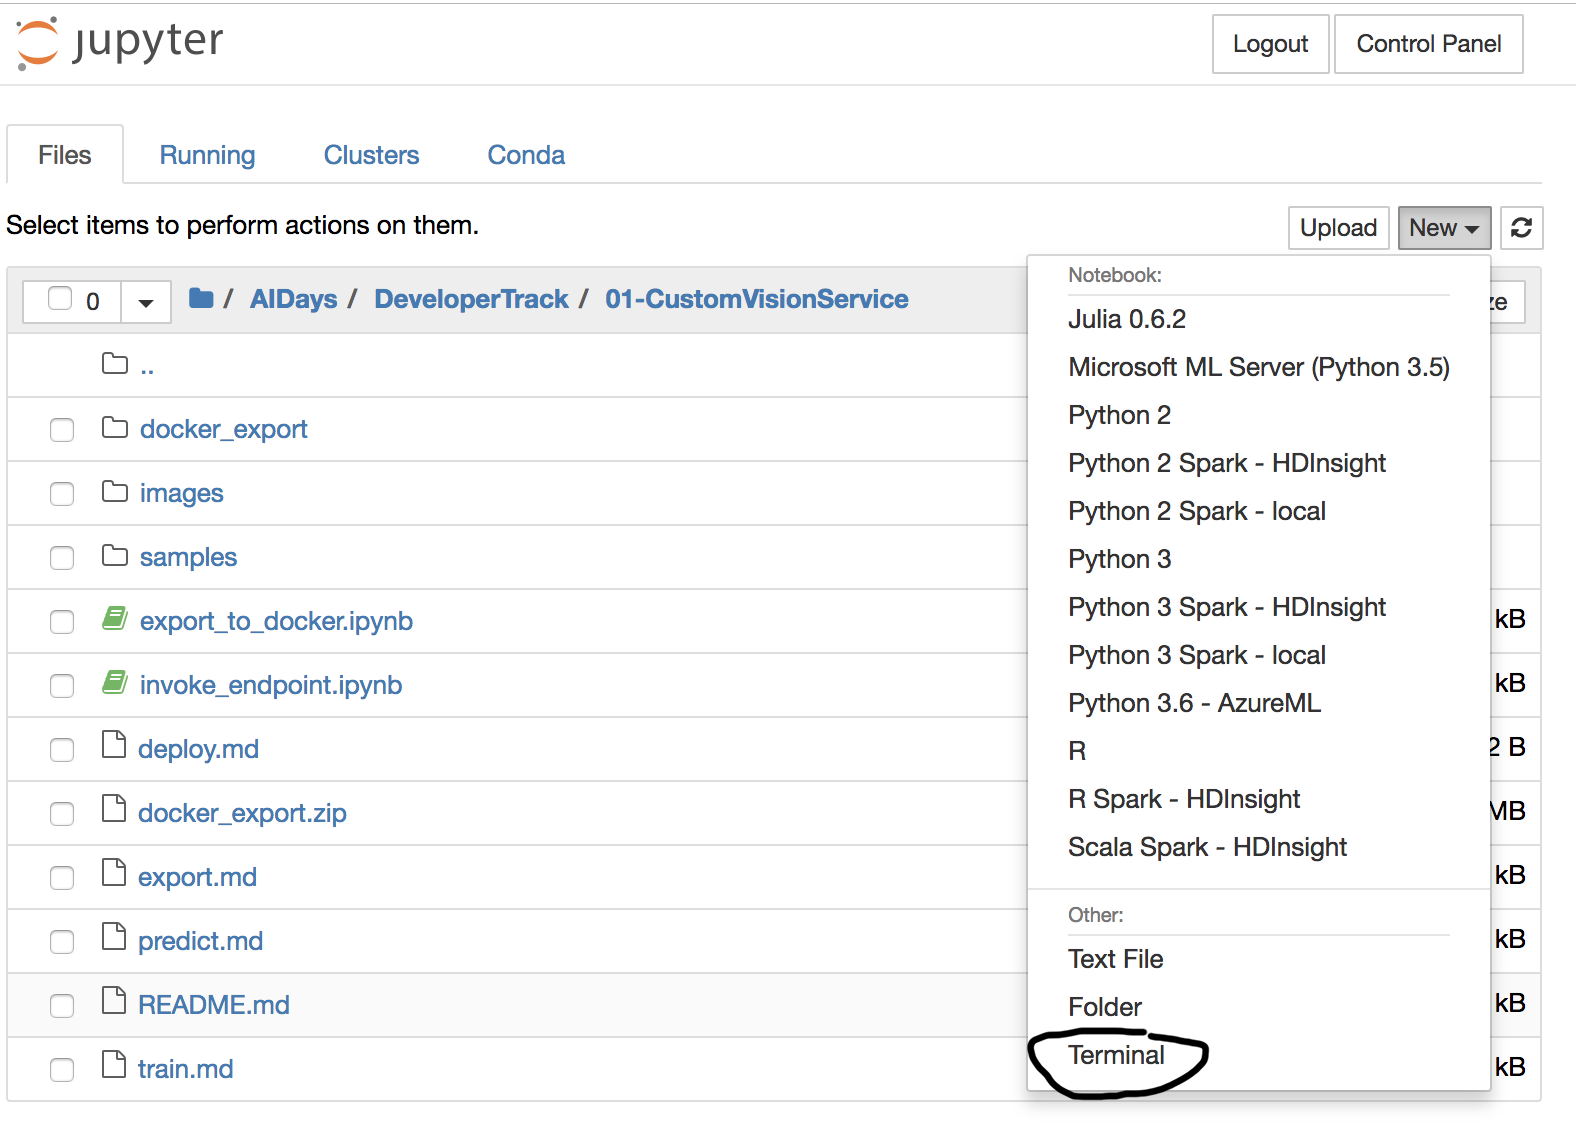 jupyter
Logout
Control Panel
Files
Running
Clusters
Conda
Select items to perform actions on them.
Upload
New
0
/ AIDays / DeveloperTrack / 01-CustomVisionService
Notebook:
Julia 0.6.2
Microsoft ML Server (Python 3.5)
Python 2
Python 2 Spark - HDInsight
Python 2 Spark - local
Python 3
Python 3 Spark - HDInsight
Python 3 Spark - local
Python 3.6 - AzureML
R
R Spark - HDInsight
Scala Spark - HDInsight
Other:
Text File
Folder
Terminal
..
docker_export
images
samples
export_to_docker.ipynb kB
invoke_endpoint.ipynb kB
deploy.md 2 B
docker_export.zip MB
export.md kB
predict.md kB
README.md kB
train.md kB